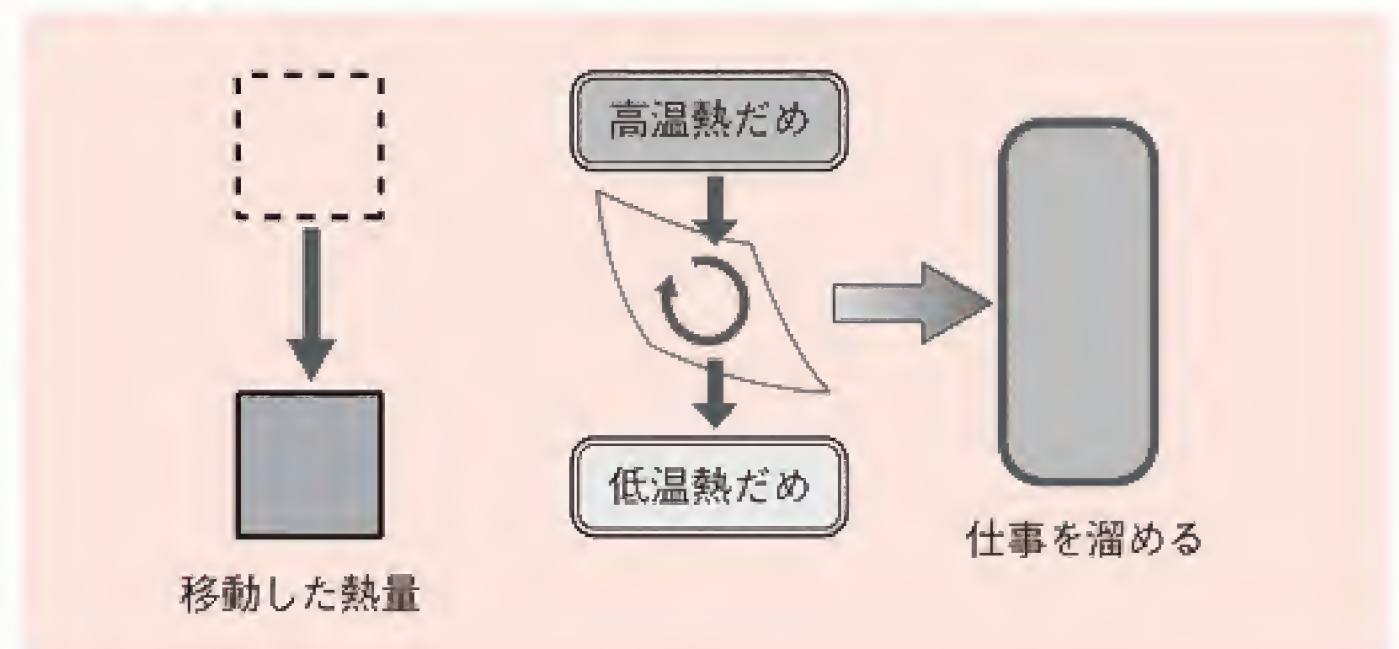 高温熱だめ
低温熱だめ
仕事を溜める
移動した熱量